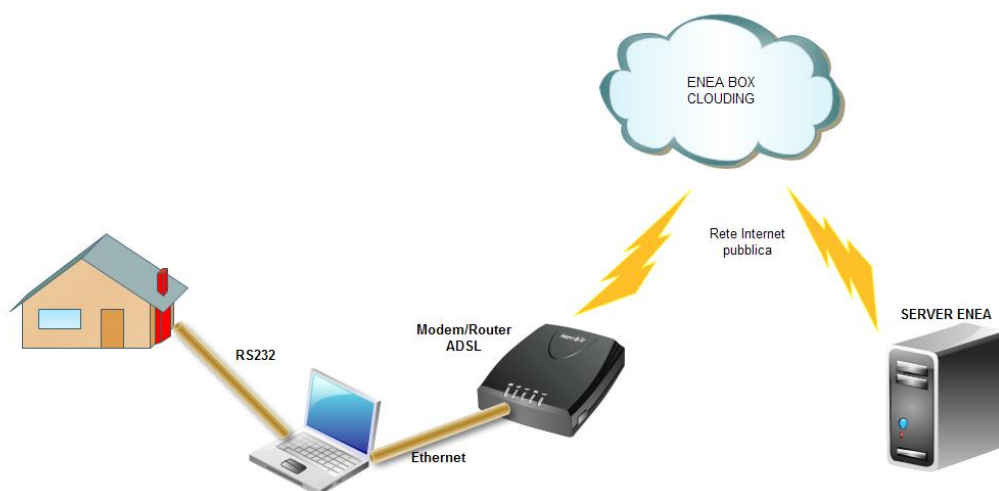 ENEA BOX
CLOUDING
Rete Internet
pubblica
SERVER ENEA
Modem/Router
ADSL
RS232
Ethernet